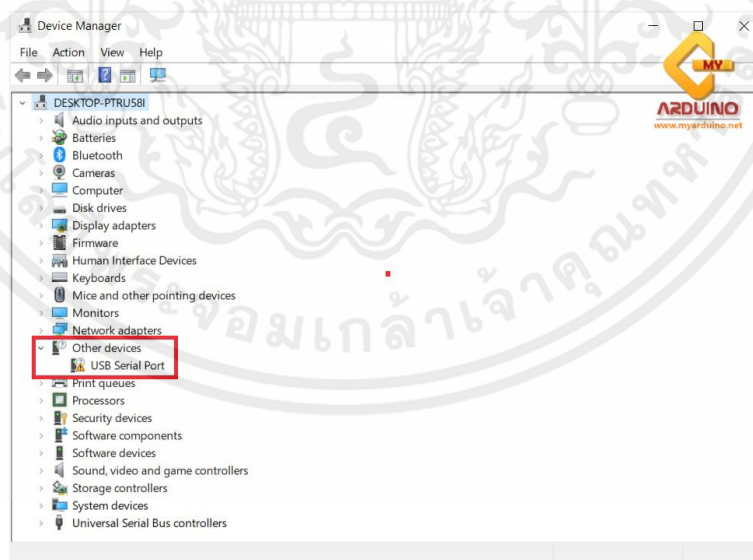 Device Manager
File Action View Help
MY
ARDUINO
www.myarduino.net
DESKTOP-PTRU58I
Audio inputs and outputs
Batteries
Bluetooth
Cameras
Computer
Disk drives
Display adapters
Firmware
Human Interface Devices
Keyboards
Mice and other pointing devices
Monitors
Network adapters
Other devices
USB Serial Port
Print queues
Processors
Security devices
Software components
Software devices
Sound, video and game controllers
Storage controllers
System devices
Universal Serial Bus controllers